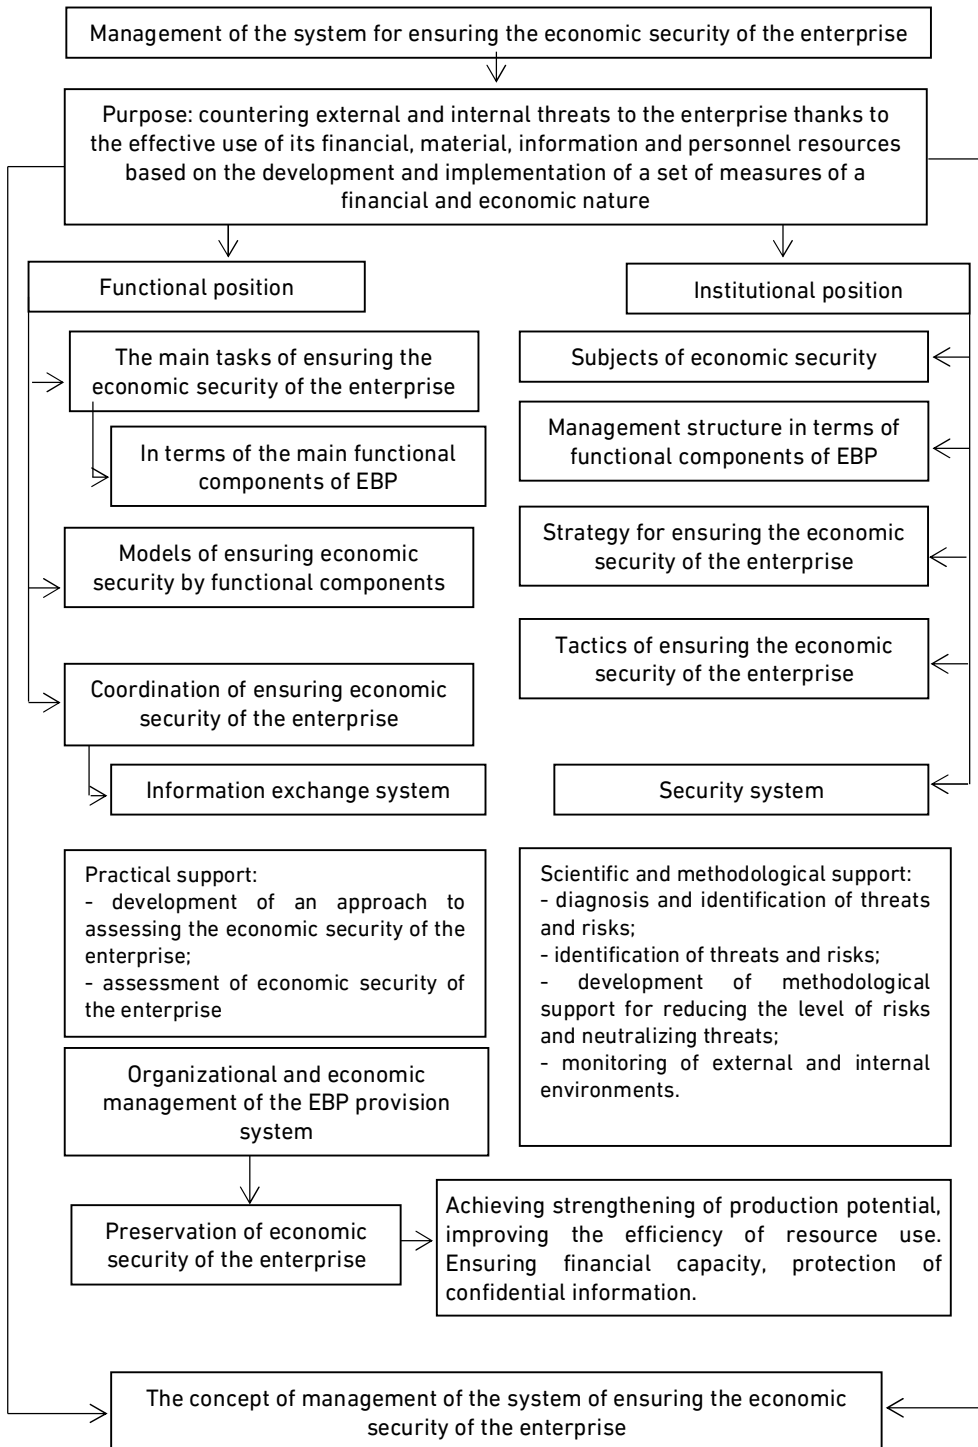 Management of the system for ensuring the economic security of the enterprise
Purpose: countering external and internal threats to the enterprise thanks to
the effective use of its financial, material, information and personnel resources
based on the development and implementation of a set of measures of a
financial and economic nature
Functional position
Institutional position
The main tasks of ensuring the
economic security of the enterprise
In terms of the main functional
components of EBP
Models of ensuring economic
security by functional components
Coordination of ensuring economic
security of the enterprise
Information exchange system
Subjects of economic security
Management structure in terms of
functional components of EBP
Strategy for ensuring the economic
security of the enterprise
Tactics of ensuring the economic
security of the enterprise
Security system
Practical support:
- development of an approach to
assessing the economic security of the
enterprise;
- assessment of economic security of
the enterprise
Scientific and methodological support:
- diagnosis and identification of threats
and risks;
- identification of threats and risks;
- development of methodological
support for reducing the level of risks
and neutralizing threats;
- monitoring of external and internal
environments.
Organizational and economic
management of the EBP provision
system
Preservation of economic
security of the enterprise
Achieving strengthening of production potential,
improving the efficiency of resource use.
Ensuring financial capacity, protection of
confidential information.
The concept of management of the system of ensuring the economic
security of the enterprise